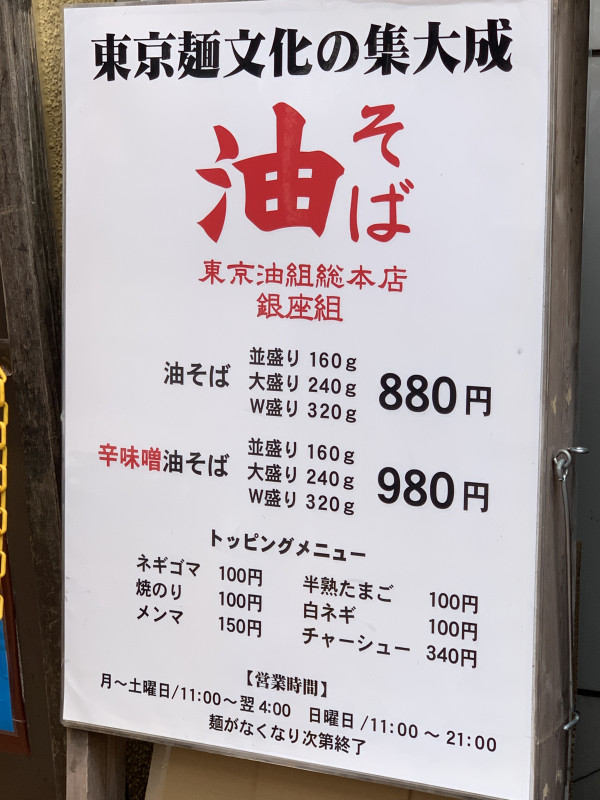 東京麺文化の集大成
油そば
東京油組総本店
銀座組
油そば 並盛り 160g 大盛り 240g W盛り 320g 880円
辛味噌油そば 並盛り 160g 大盛り 240g W盛り 320g 980円
トッピングメニュー
ネギゴマ 100円 半熟たまご 100円
焼のり 100円 白ネギ 100円
メンマ 150円 チャーシュー 340円
【営業時間】
月〜土曜日/11:00〜翌4:00 日曜日/11:00〜21:00
麺がなくなり次第終了